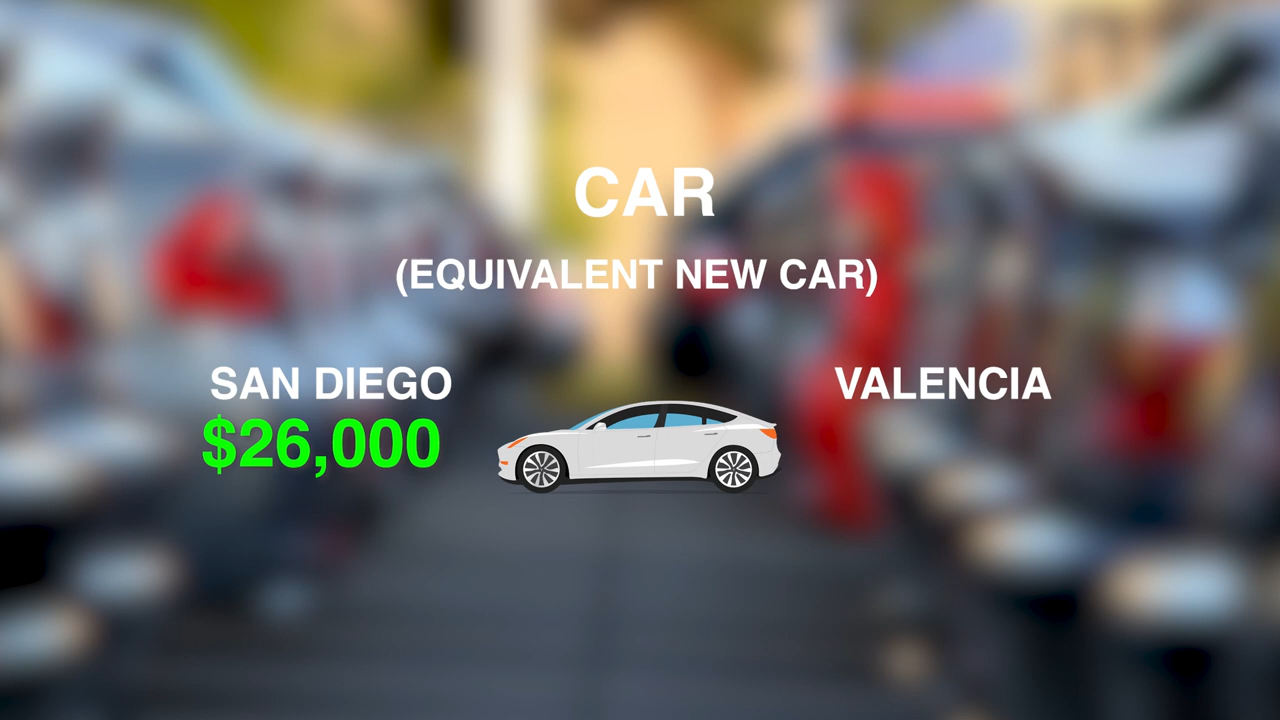 CAR
(EQUIVALENT NEW CAR)
SAN DIEGO
$26,000
VALENCIA